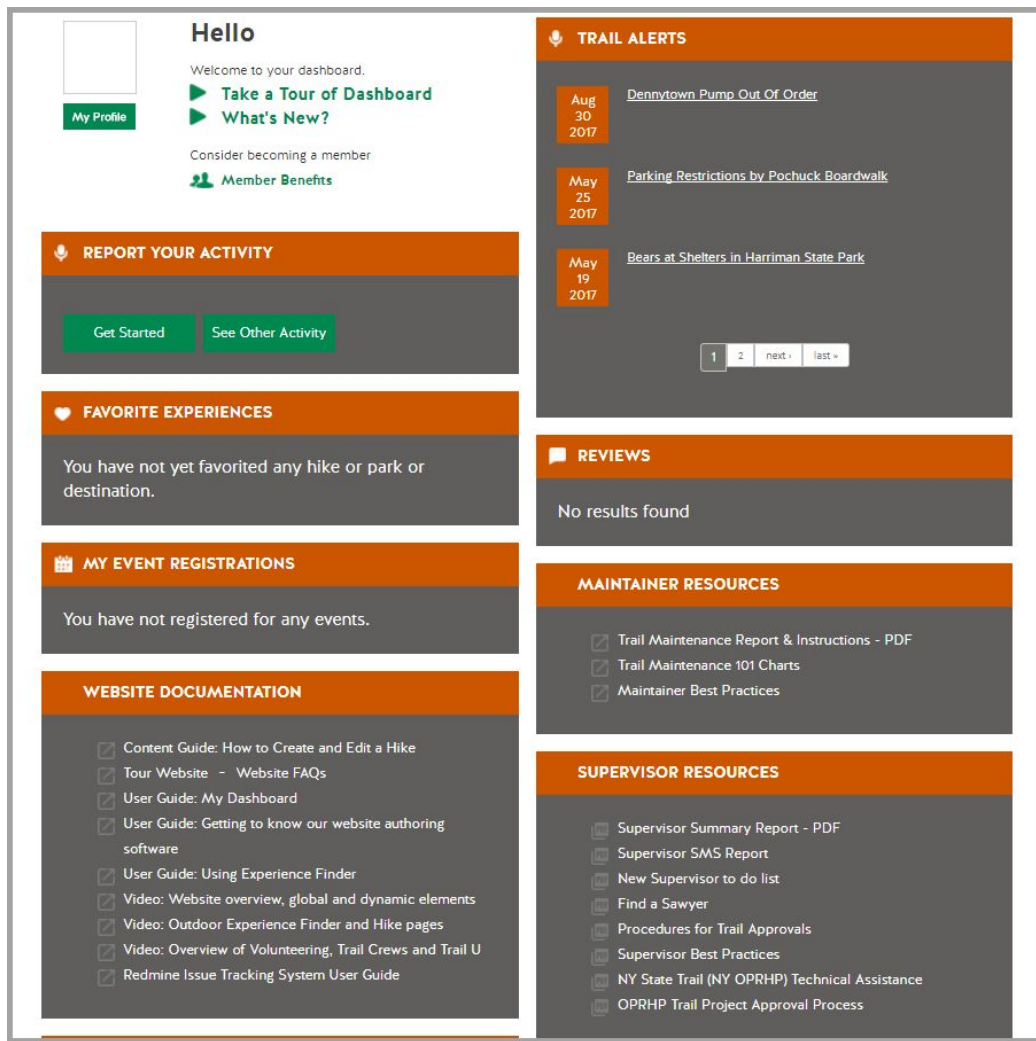 Hello
Welcome to your dashboard.
Take a Tour of Dashboard
My Profile
What's New?
Consider becoming a member
Member Benefits
REPORT YOUR ACTIVITY
Get Started
See Other Activity
FAVORITE EXPERIENCES
You have not yet favorited any hike or park or
destination.
MY EVENT REGISTRATIONS
You have not registered for any events.
WEBSITE DOCUMENTATION
Content Guide: How to Create and Edit a Hike
Tour Website - Website FAQs
User Guide: My Dashboard
User Guide: Getting to know our website authoring
software
User Guide: Using Experience Finder
Video: Website overview, global and dynamic elements
Video: Outdoor Experience Finder and Hike pages
Video: Overview of Volunteering, Trail Crews and Trail U
Redmine Issue Tracking System User Guide
TRAIL ALERTS
Aug
30
2017
Dennytown Pump Out Of Order
May
25
2017
Parking Restrictions by Pochuck Boardwalk
May
19
2017
Bears at Shelters in Harriman State Park
1 2 next › last »
REVIEWS
No results found
MAINTAINER RESOURCES
Trail Maintenance Report & Instructions - PDF
Trail Maintenance 101 Charts
Maintainer Best Practices
SUPERVISOR RESOURCES
Supervisor Summary Report - PDF
Supervisor SMS Report
New Supervisor to do list
Find a Sawyer
Procedures for Trail Approvals
Supervisor Best Practices
NY State Trail (NY OPRHP) Technical Assistance
OPRHP Trail Project Approval Process